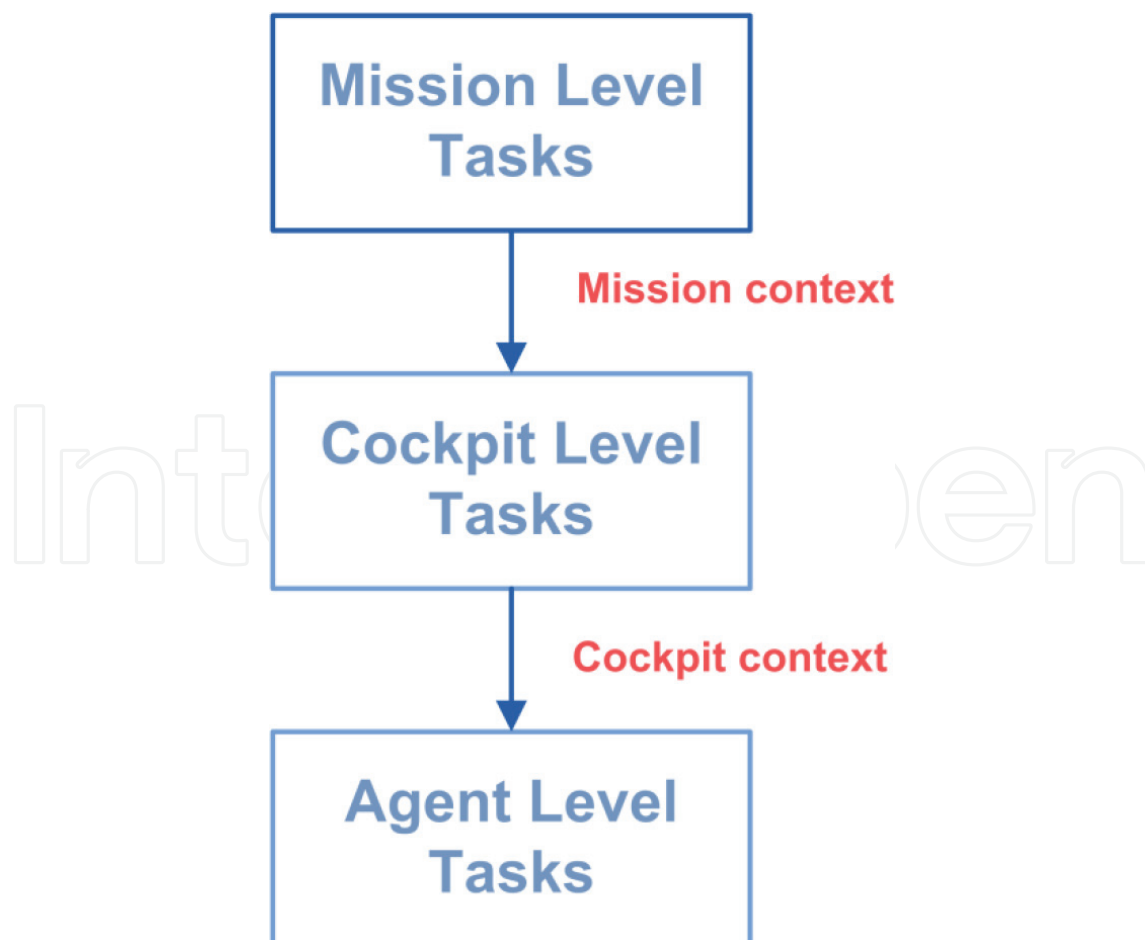 Mission Level
Tasks
Mission context
Cockpit Level
Tasks
Cockpit context
Agent Level
Tasks